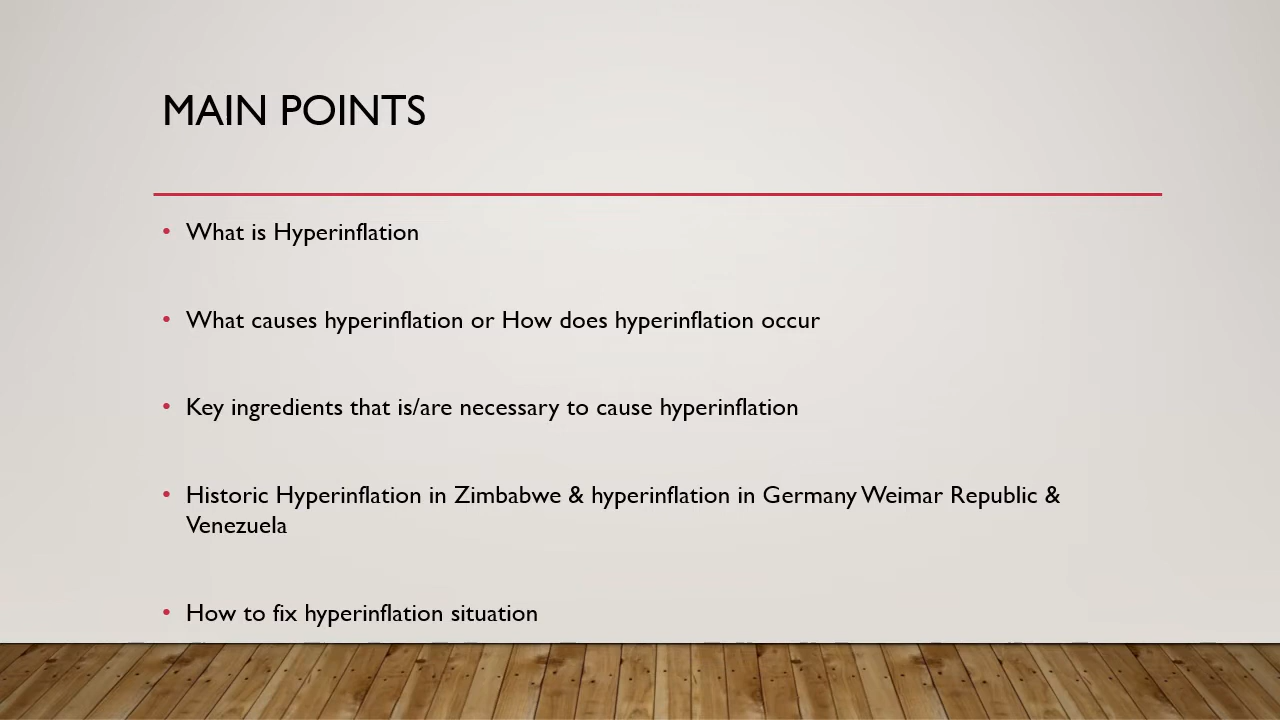 MAIN POINTS
• What is Hyperinflation
• What causes hyperinflation or How does hyperinflation occur
• Key ingredients that is/are necessary to cause hyperinflation
• Historic Hyperinflation in Zimbabwe & hyperinflation in Germany Weimar Republic &
Venezuela
• How to fix hyperinflation situation